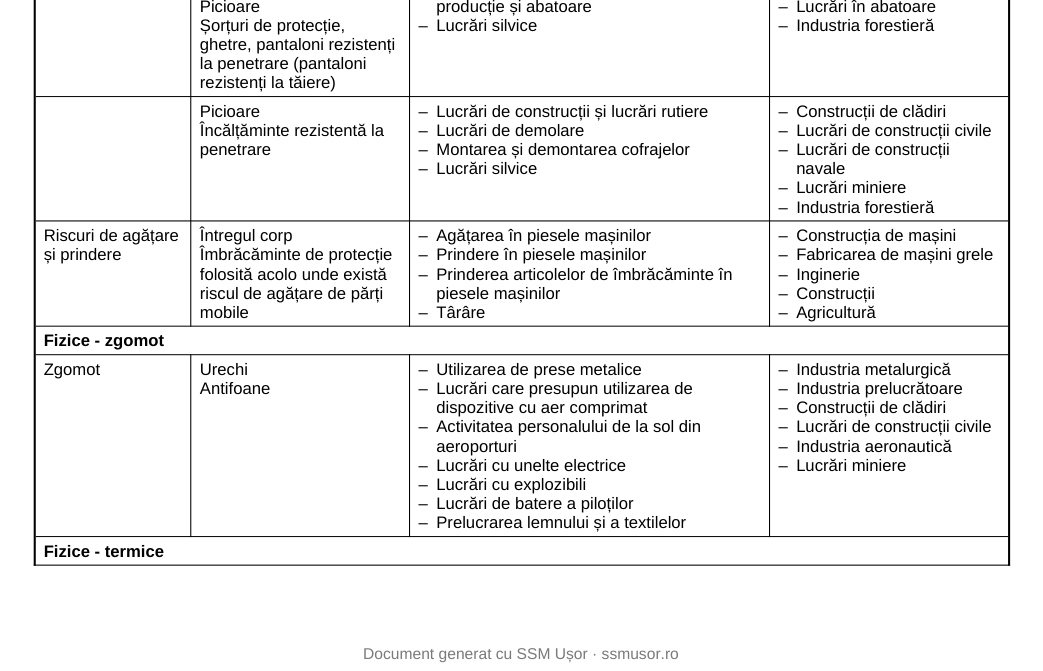 Picioare
Șorțuri de protecție,
ghetre, pantaloni rezistenți
la penetrare (pantaloni
rezistenți la tăiere)
producție și abatoare
– Lucrări silvice
– Lucrări în abatoare
– Industria forestieră
Picioare
Încălțăminte rezistentă la
penetrare
– Lucrări de construcții și lucrări rutiere
– Lucrări de demolare
– Montarea și demontarea cofrajelor
– Lucrări silvice
– Construcții de clădiri
– Lucrări de construcții civile
– Lucrări de construcții
navale
– Lucrări miniere
– Industria forestieră
Riscuri de agățare
și prindere
Întregul corp
Îmbrăcăminte de protecție
folosită acolo unde există
riscul de agățare de părți
mobile
– Agățarea în piesele mașinilor
– Prindere în piesele mașinilor
– Prinderea articolelor de îmbrăcăminte în
piesele mașinilor
– Târâre
– Construcția de mașini
– Fabricarea de mașini grele
– Inginerie
– Construcții
– Agricultură
Fizice - zgomot
Zgomot
Urechi
Antifoane
– Utilizarea de prese metalice
– Lucrări care presupun utilizarea de
dispozitive cu aer comprimat
– Activitatea personalului de la sol din
aeroporturi
– Lucrări cu unelte electrice
– Lucrări cu explozibili
– Lucrări de batere a piloților
– Prelucrarea lemnului și a textilelor
– Industria metalurgică
– Industria prelucrătoare
– Construcții de clădiri
– Lucrări de construcții civile
– Industria aeronautică
– Lucrări miniere
Fizice - termice
Document generat cu SSM Ușor · ssmusor.ro